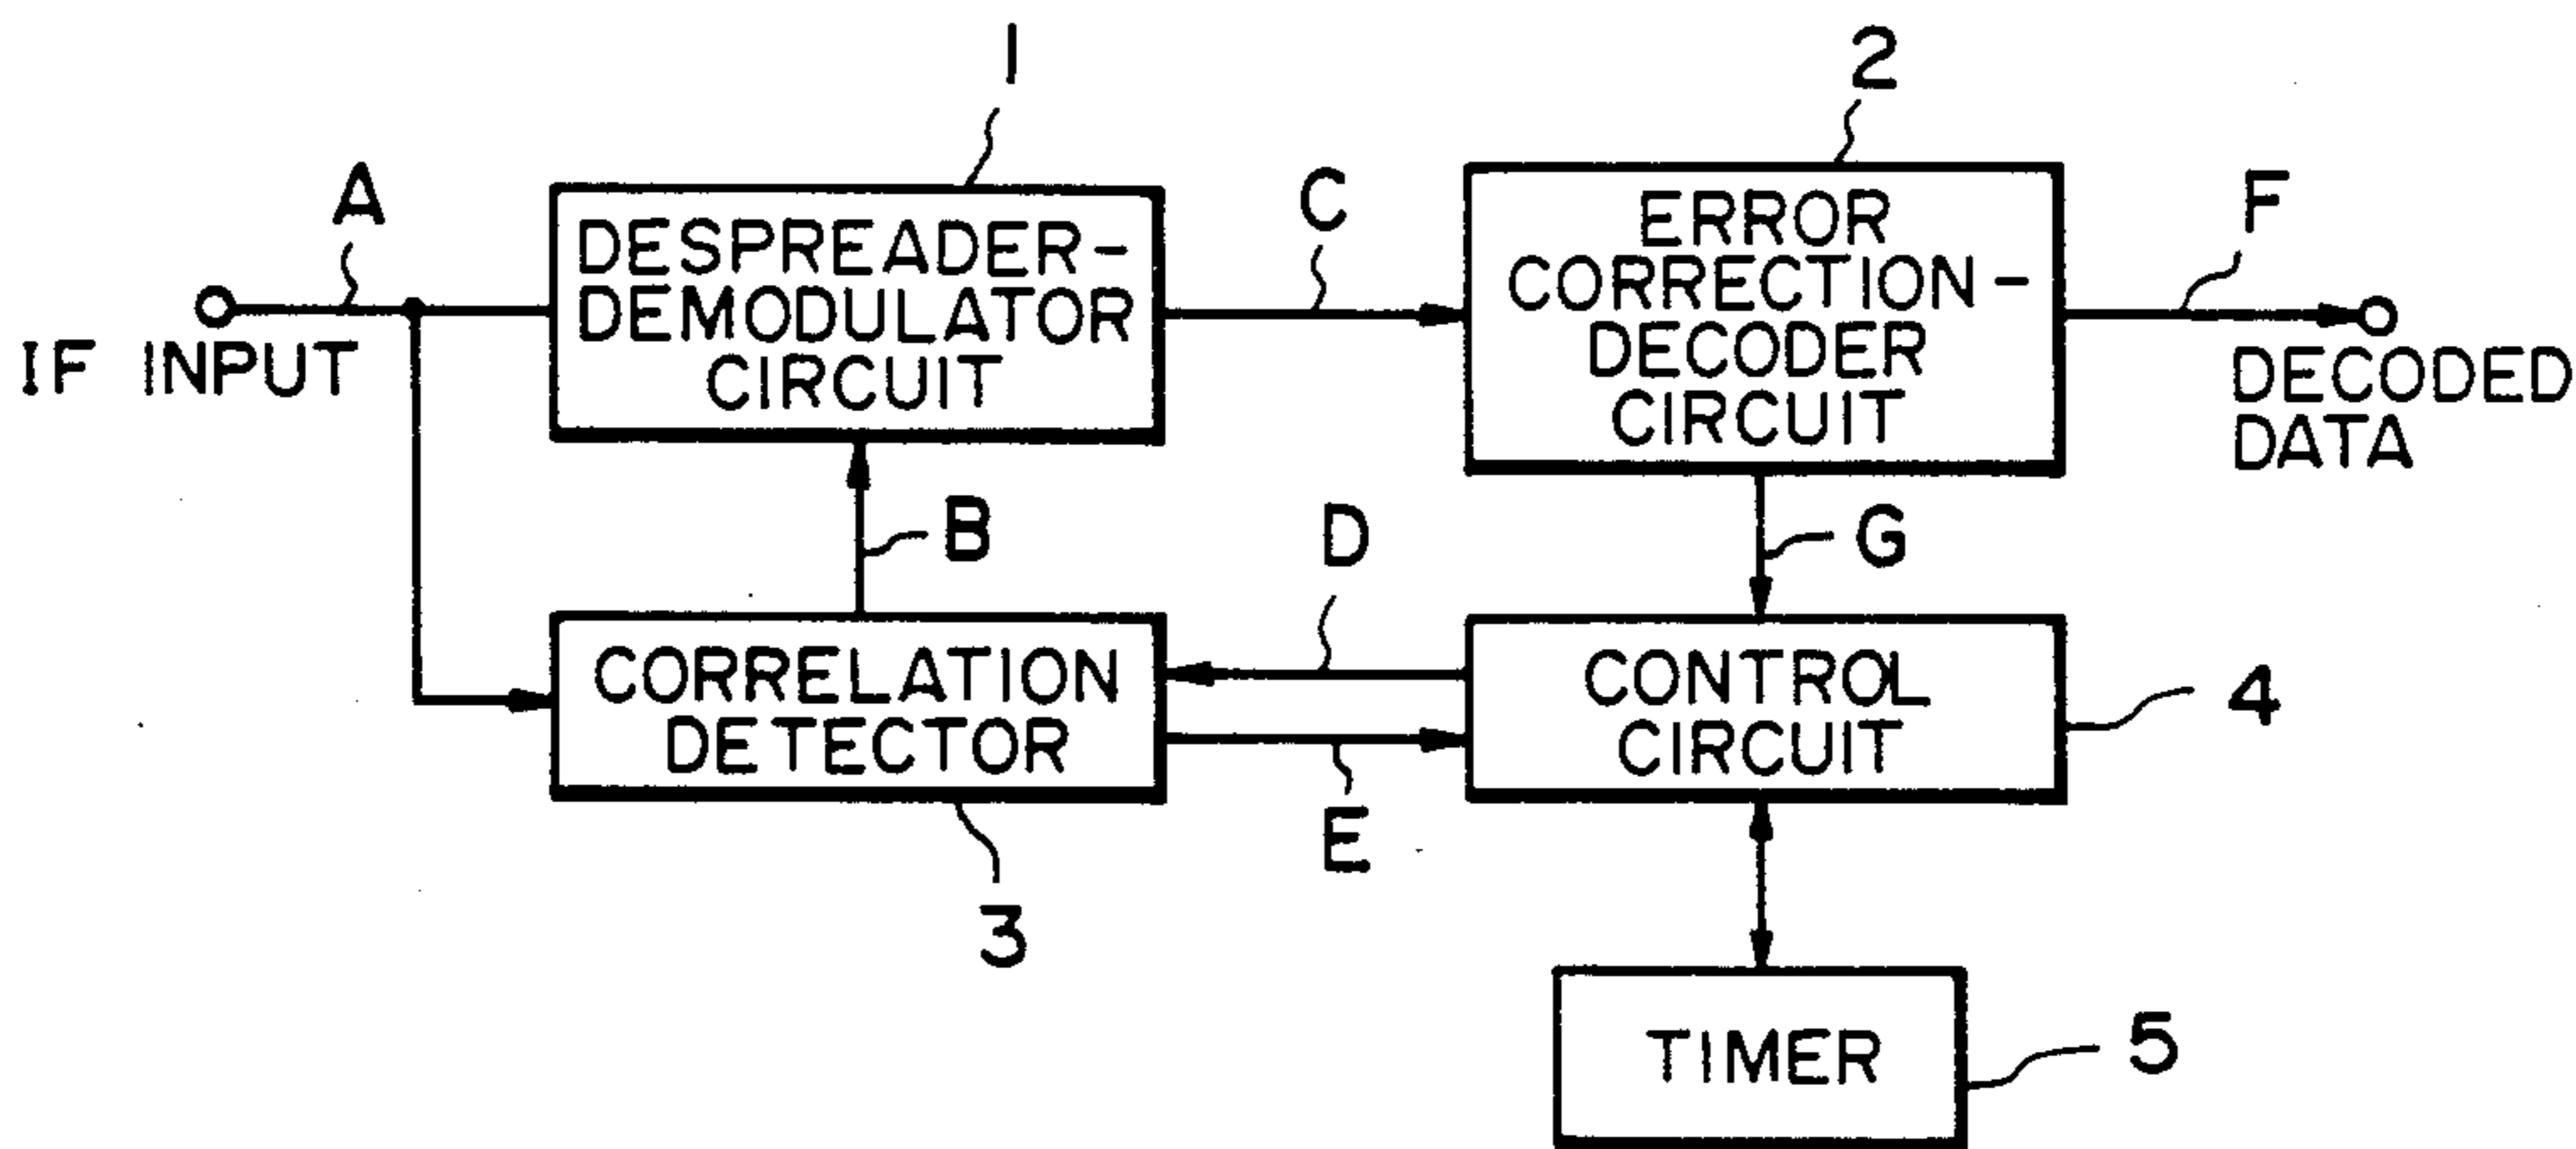 1
2
A
DESPREADER-
DEMODULATOR
CIRCUIT
C
ERROR
CORRECTION-
DECODER
CIRCUIT
F
IF INPUT
DECODED
DATA
B
D
G
CORRELATION
DETECTOR
CONTROL
CIRCUIT
4
E
3
TIMER
5